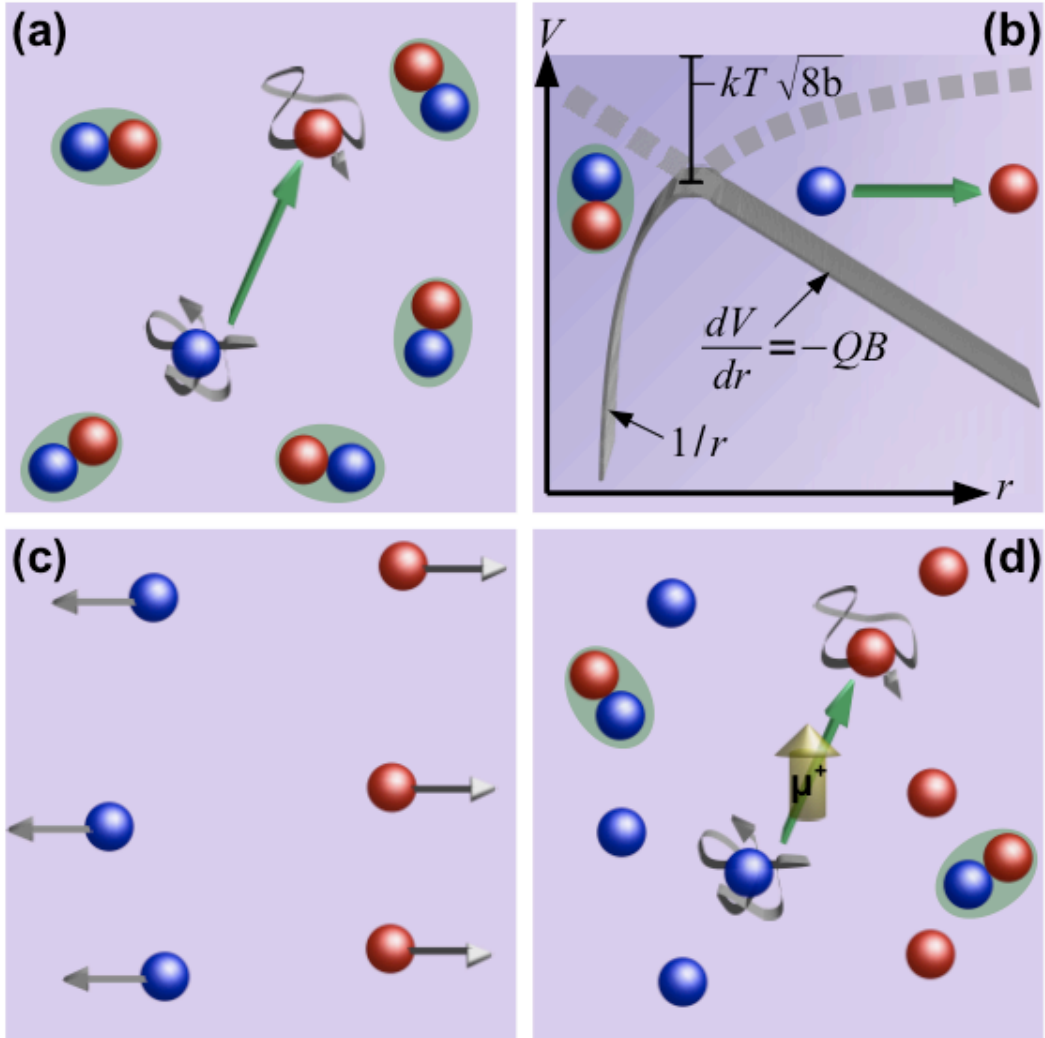 (a)
(b)
V
−kT √8b
dV/dr = −QB
1/r
r
(c)
(d)
μ⁺